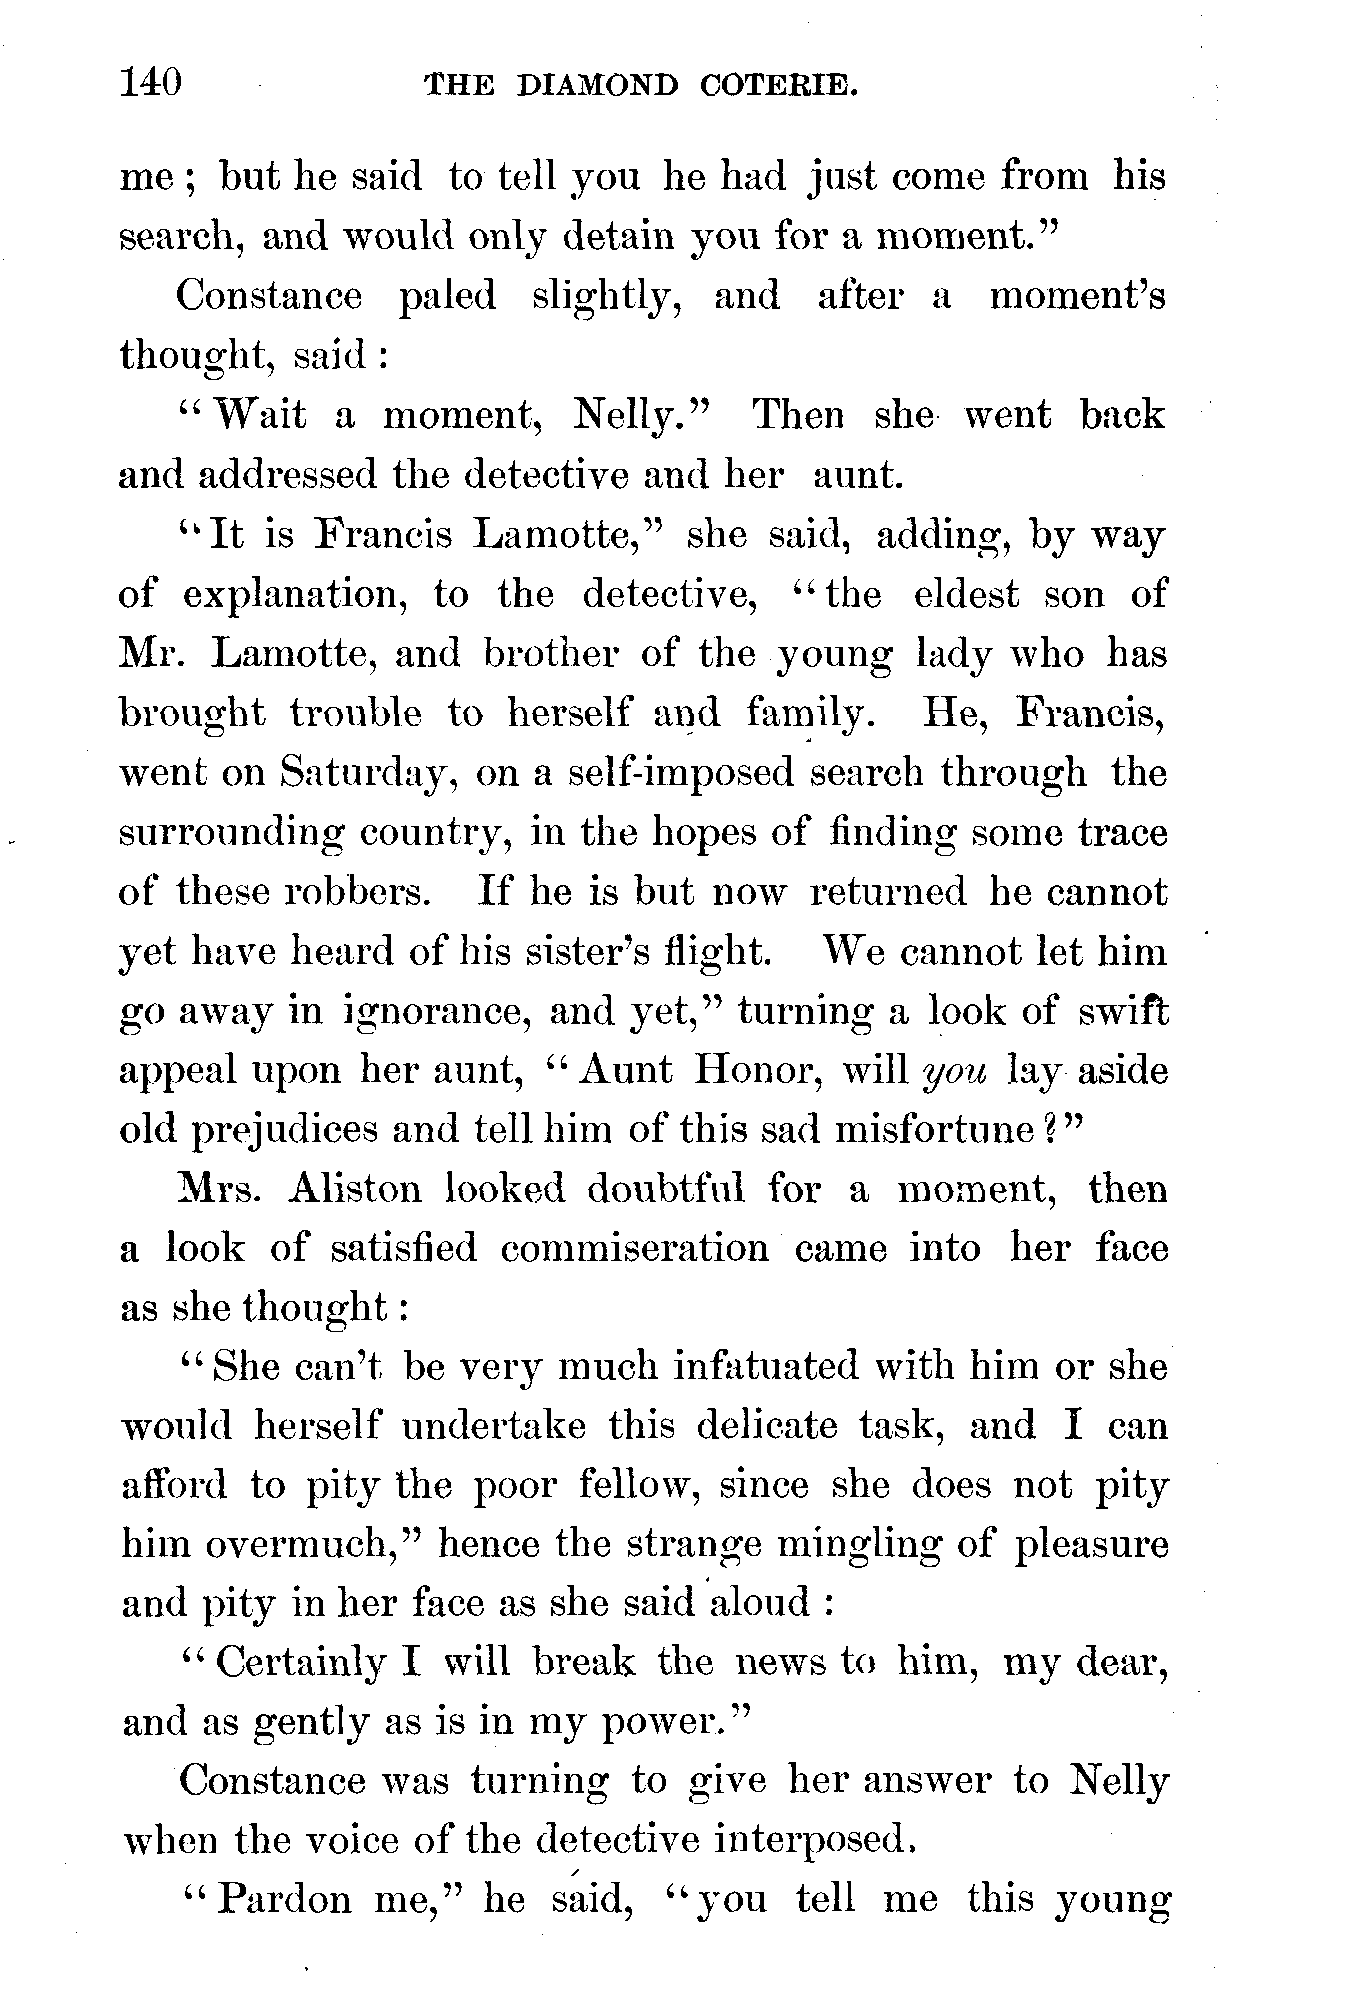 140 THE DIAMOND COTERIE.
me ; but he said to tell you he had just come from his
search, and would only detain you for a moment."
Constance paled slightly, and after a moment's
thought, said :
"Wait a moment, Nelly." Then she went back
and addressed the detective and her aunt.
"It is Francis Lamotte," she said, adding, by way
of explanation, to the detective, "the eldest son of
Mr. Lamotte, and brother of the young lady who has
brought trouble to herself and family. He, Francis,
went on Saturday, on a self-imposed search through the
surrounding country, in the hopes of finding some trace
of these robbers. If he is but now returned he cannot
yet have heard of his sister's flight. We cannot let him
go away in ignorance, and yet," turning a look of swift
appeal upon her aunt, "Aunt Honor, will you lay aside
old prejudices and tell him of this sad misfortune?"
Mrs. Aliston looked doubtful for a moment, then
a look of satisfied commiseration came into her face
as she thought :
"She can't be very much infatuated with him or she
would herself undertake this delicate task, and I can
afford to pity the poor fellow, since she does not pity
him overmuch," hence the strange mingling of pleasure
and pity in her face as she said aloud :
"Certainly I will break the news to him, my dear,
and as gently as is in my power."
Constance was turning to give her answer to Nelly
when the voice of the detective interposed.
"Pardon me," he said, "you tell me this young